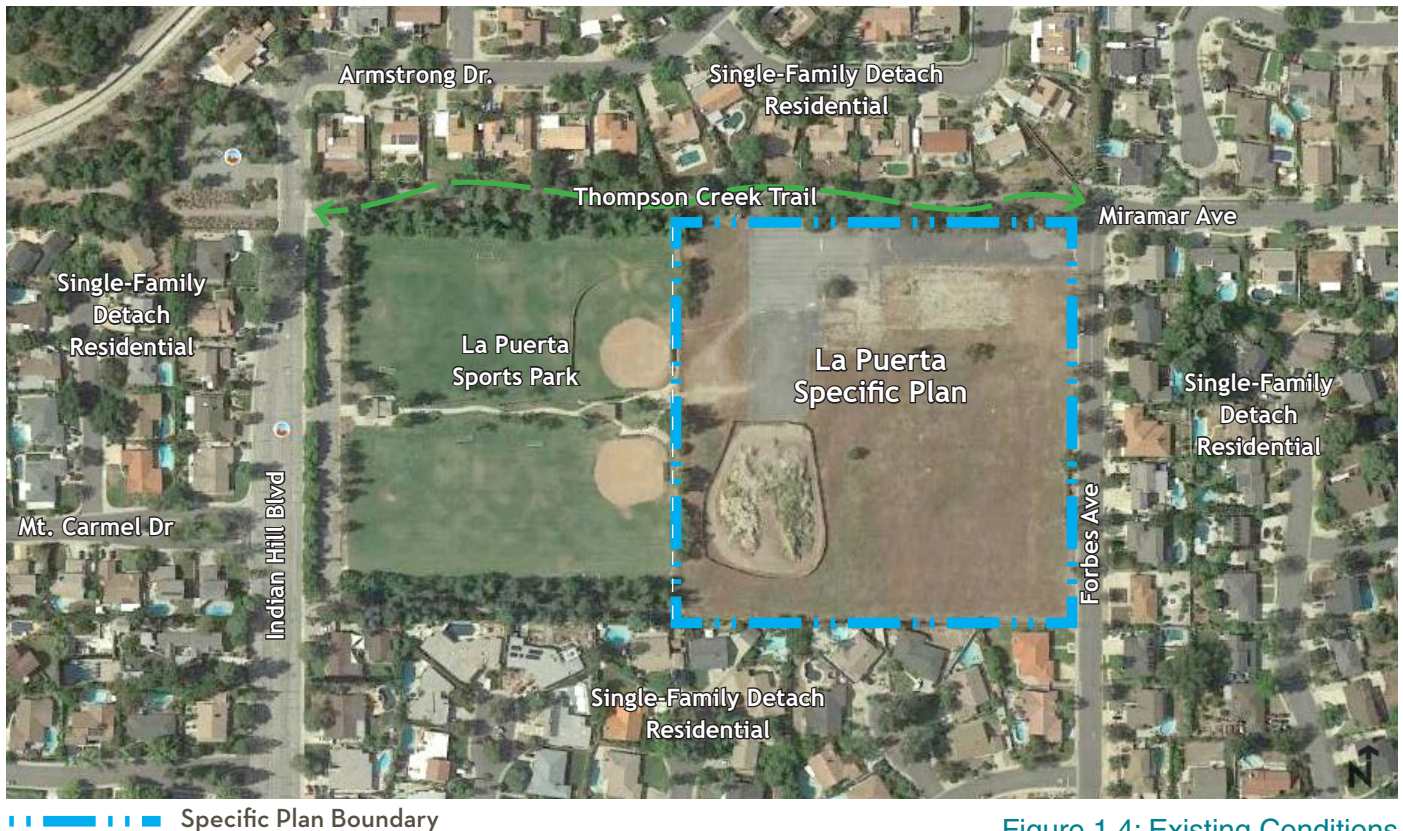 Armstrong Dr.
Single-Family Detach
Residential
Thompson Creek Trail
Miramar Ave
Single-Family
Detach
Residential
La Puerta
Sports Park
La Puerta
Specific Plan
Single-Family
Detach
Residential
Mt. Carmel Dr
Indian Hill Blvd
Forbes Ave
Single-Family Detach
Residential
N
Specific Plan Boundary
Figure 1.4: Existing Conditions